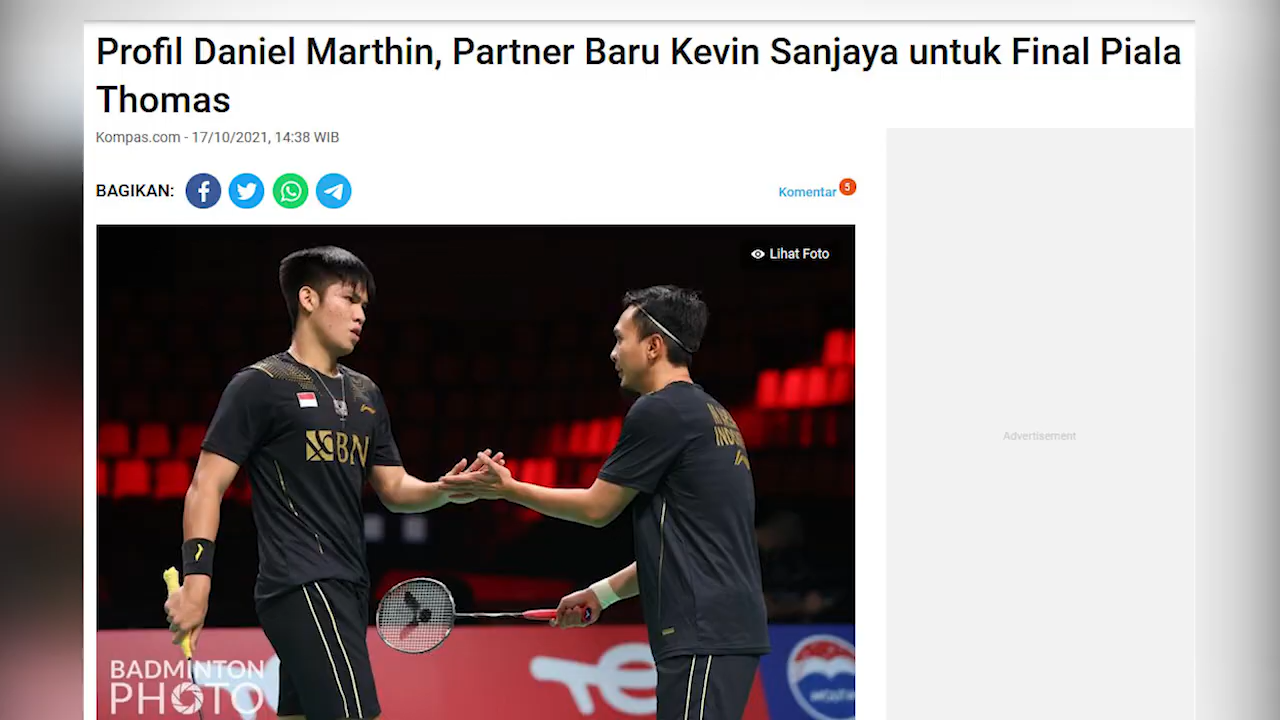 Profil Daniel Marthin, Partner Baru Kevin Sanjaya untuk Final Piala
Thomas
Kompas.com - 17/10/2021, 14:38 WIB
BAGIKAN:
Komentar 5
Lihat Foto
Advertisement
BNI
BADMINTON
PHOTO